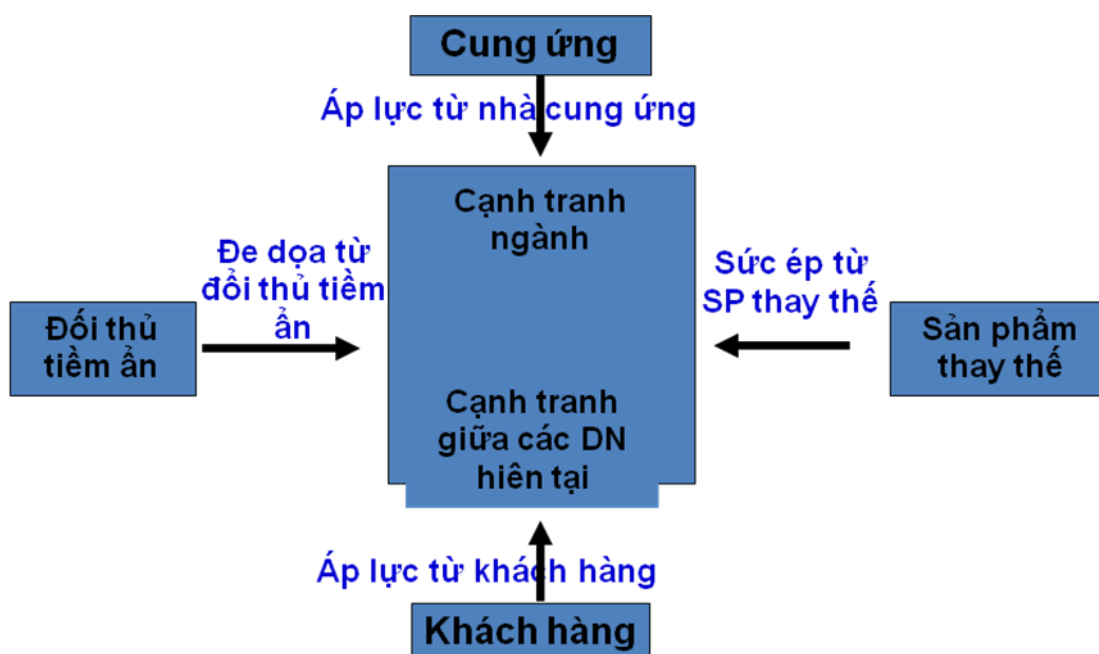 Cung ứng
Áp lực từ nhà cung ứng
Cạnh tranh
ngành
Đe dọa từ
đổi thủ tiềm
ẩn
Sức ép từ
SP thay thế
Đối thủ
tiềm ẩn
Sản phẩm
thay thế
Cạnh tranh
giữa các DN
hiên tại
Áp lực từ khách hàng
Khách hàng